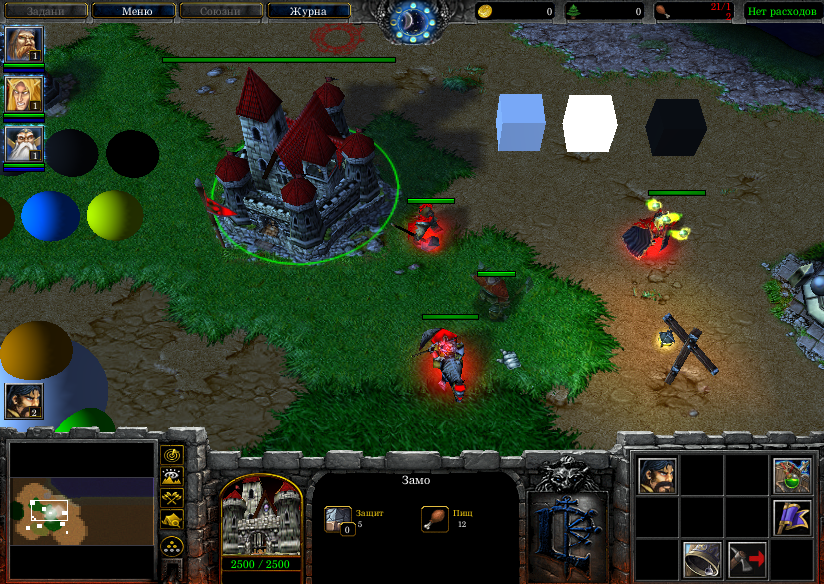 Задани
Меню
Союзни
Журна
0
0
21/1
2
Нет расходов
1
1
1
2
Замо
Защит
5
0
Пищ
12
2500 / 2500